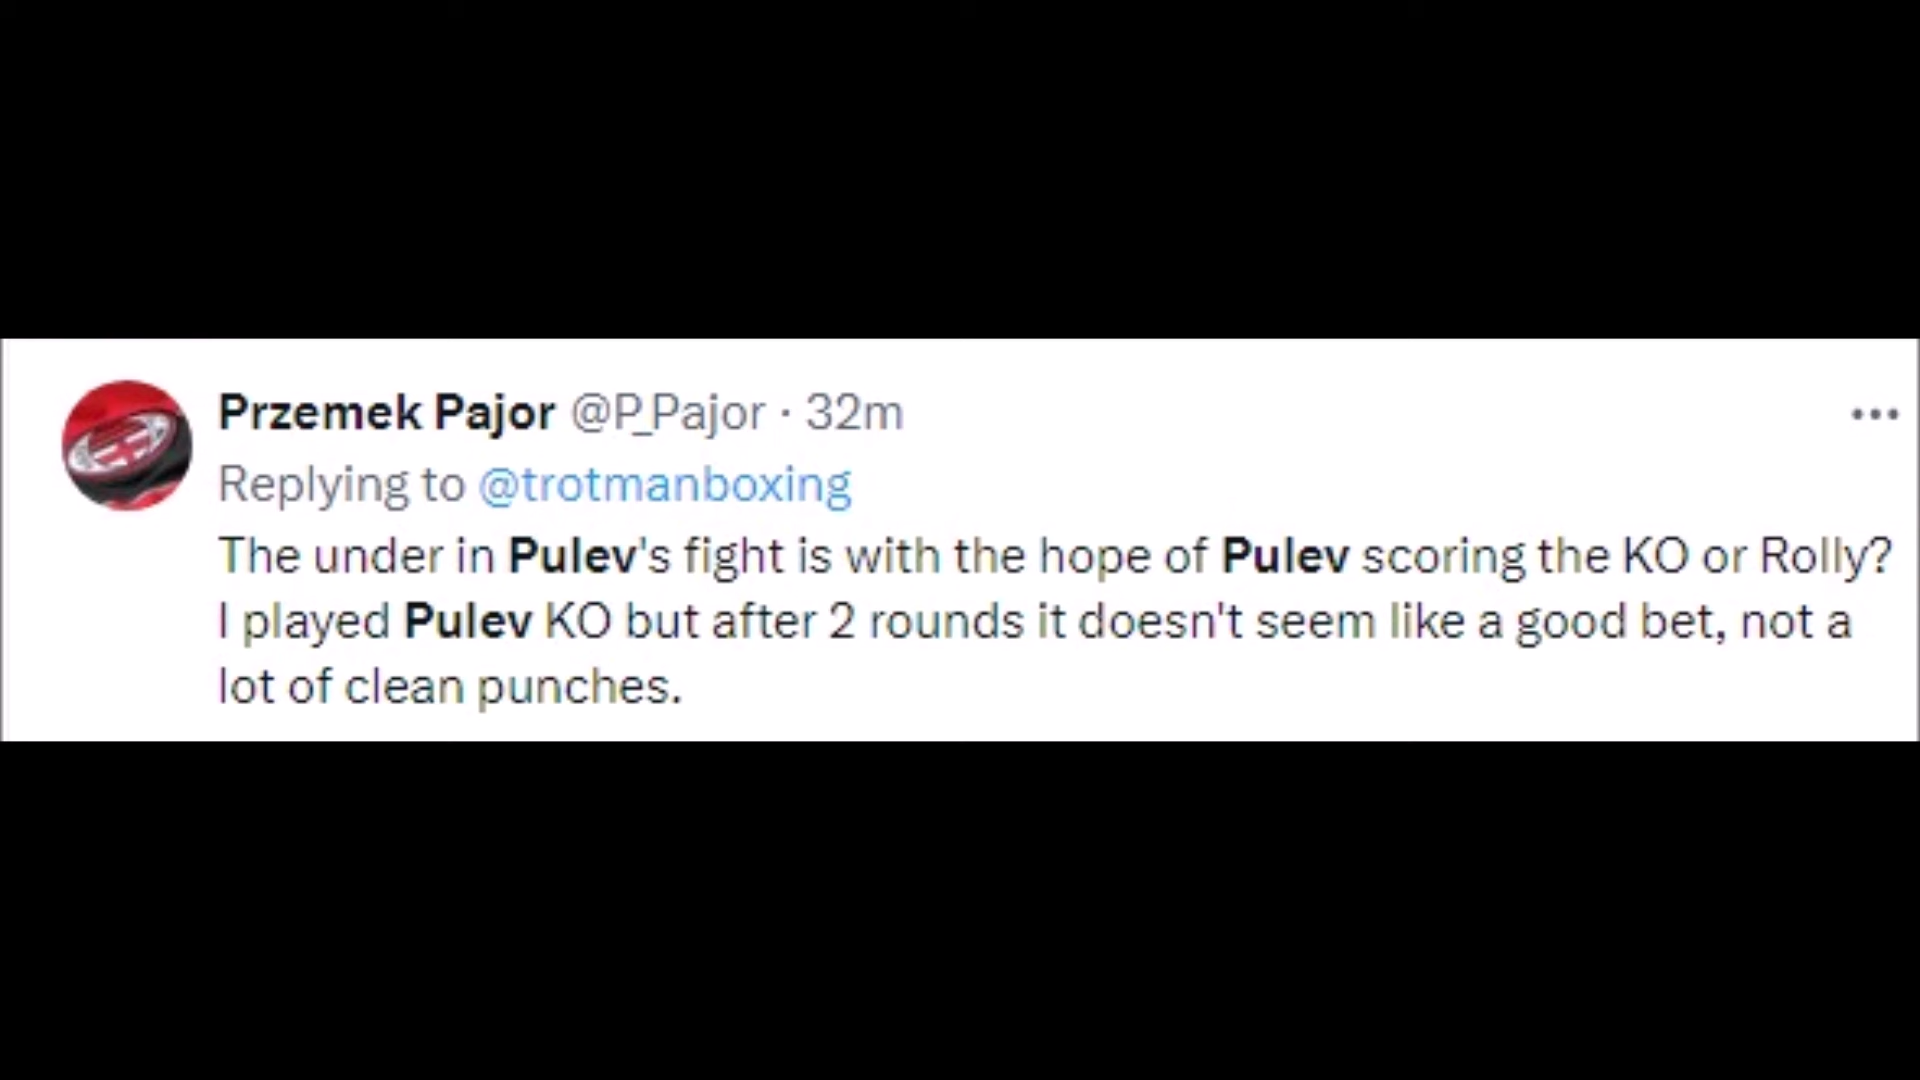 Przemek Pajor @P_Pajor · 32m
Replying to @trotmanboxing
The under in Pulev's fight is with the hope of Pulev scoring the KO or Rolly?
I played Pulev KO but after 2 rounds it doesn't seem like a good bet, not a
lot of clean punches.